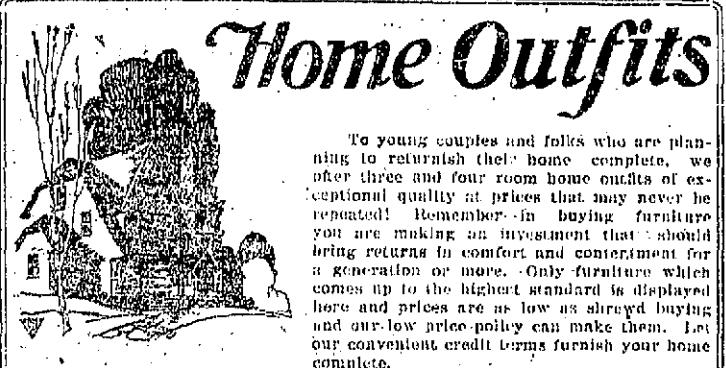 Home Outfits
To young couples and folks who are plan-
ning to refurnish their home complete, we
offer three and four room home outfits of ex-
ceptional quality at prices that may never be
repeated! Remember--in buying furniture
you are making an investment that should
bring returns in comfort and contentment for
a generation or more. Only furniture which
comes up to the highest standard is displayed
here and prices are as low as shrewd buying
and our low price policy can make them. Let
our convenient credit terms furnish your home
complete.